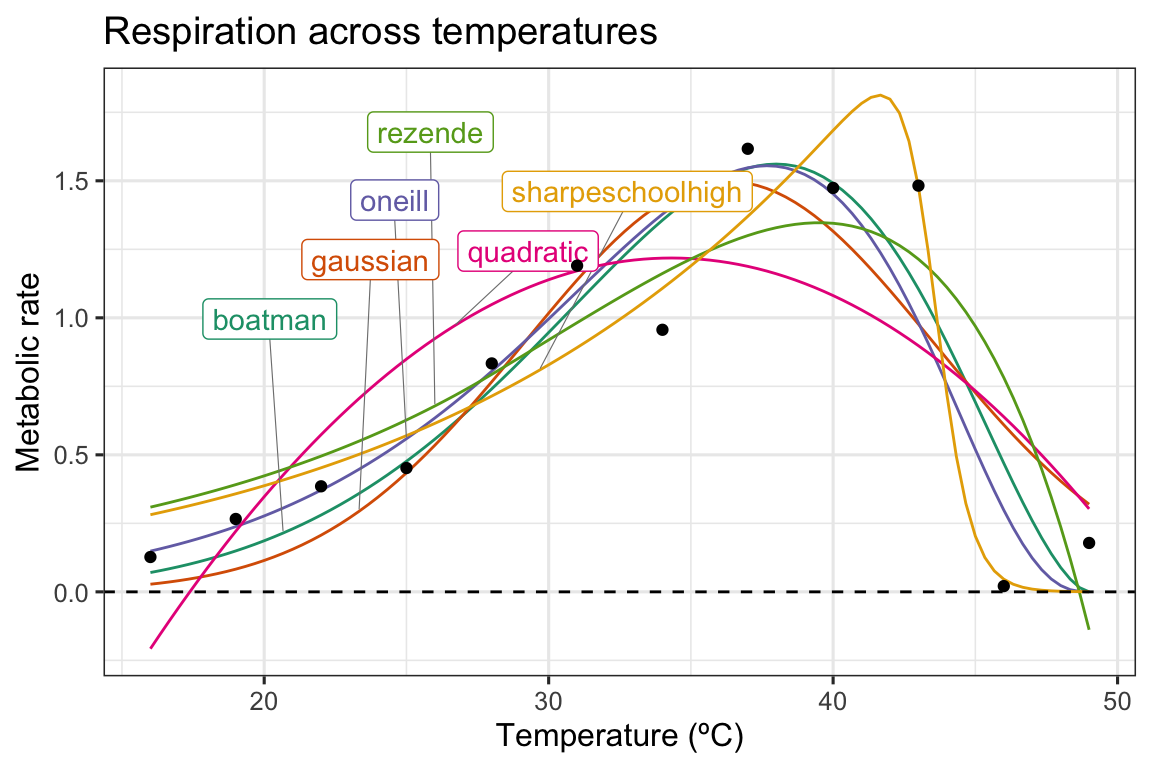 Respiration across temperatures
rezende
oneill
sharpeschoolhigh
gaussian
quadratic
boatman
Metabolic rate
1.5
1.0
0.5
0.0
20
30
40
50
Temperature (ºC)